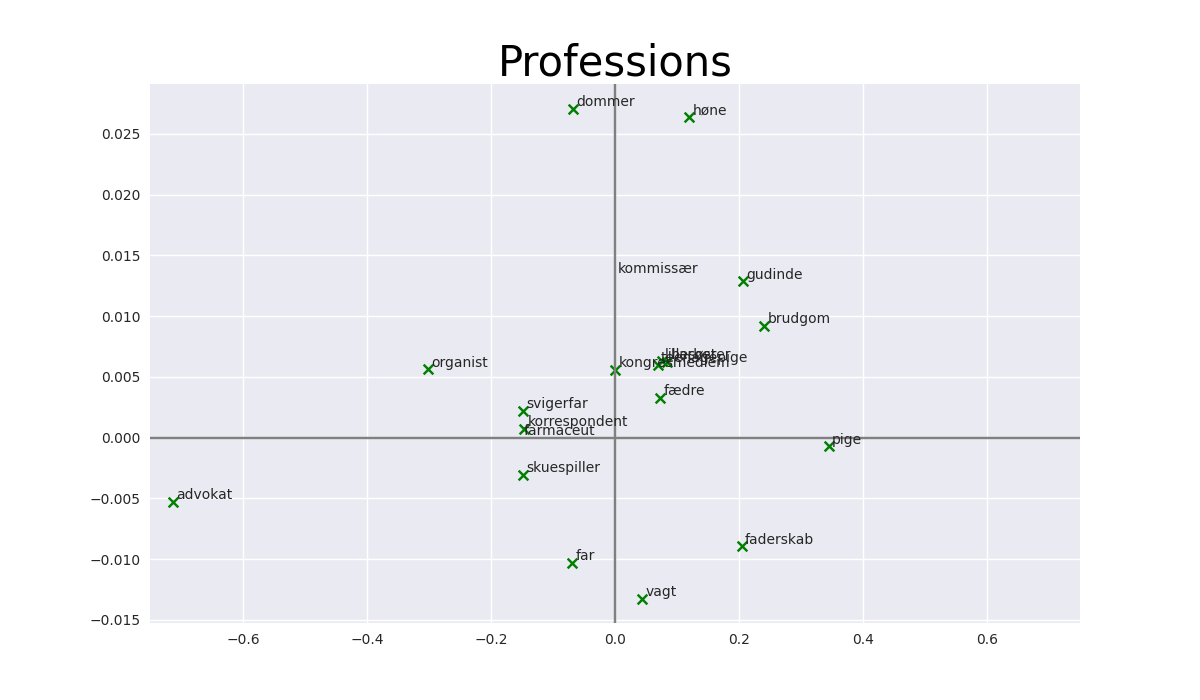 Professions
dommer
høne
0.025
0.020
0.015
kommissær
gudinde
0.010
brudgom
organist
kongresmedlem
0.005
fædre
svigerfar
korrespondent
farmaceut
0.000
pige
skuespiller
advokat
−0.005
faderskab
far
−0.010
vagt
−0.015
−0.6 −0.4 −0.2 0.0 0.2 0.4 0.6